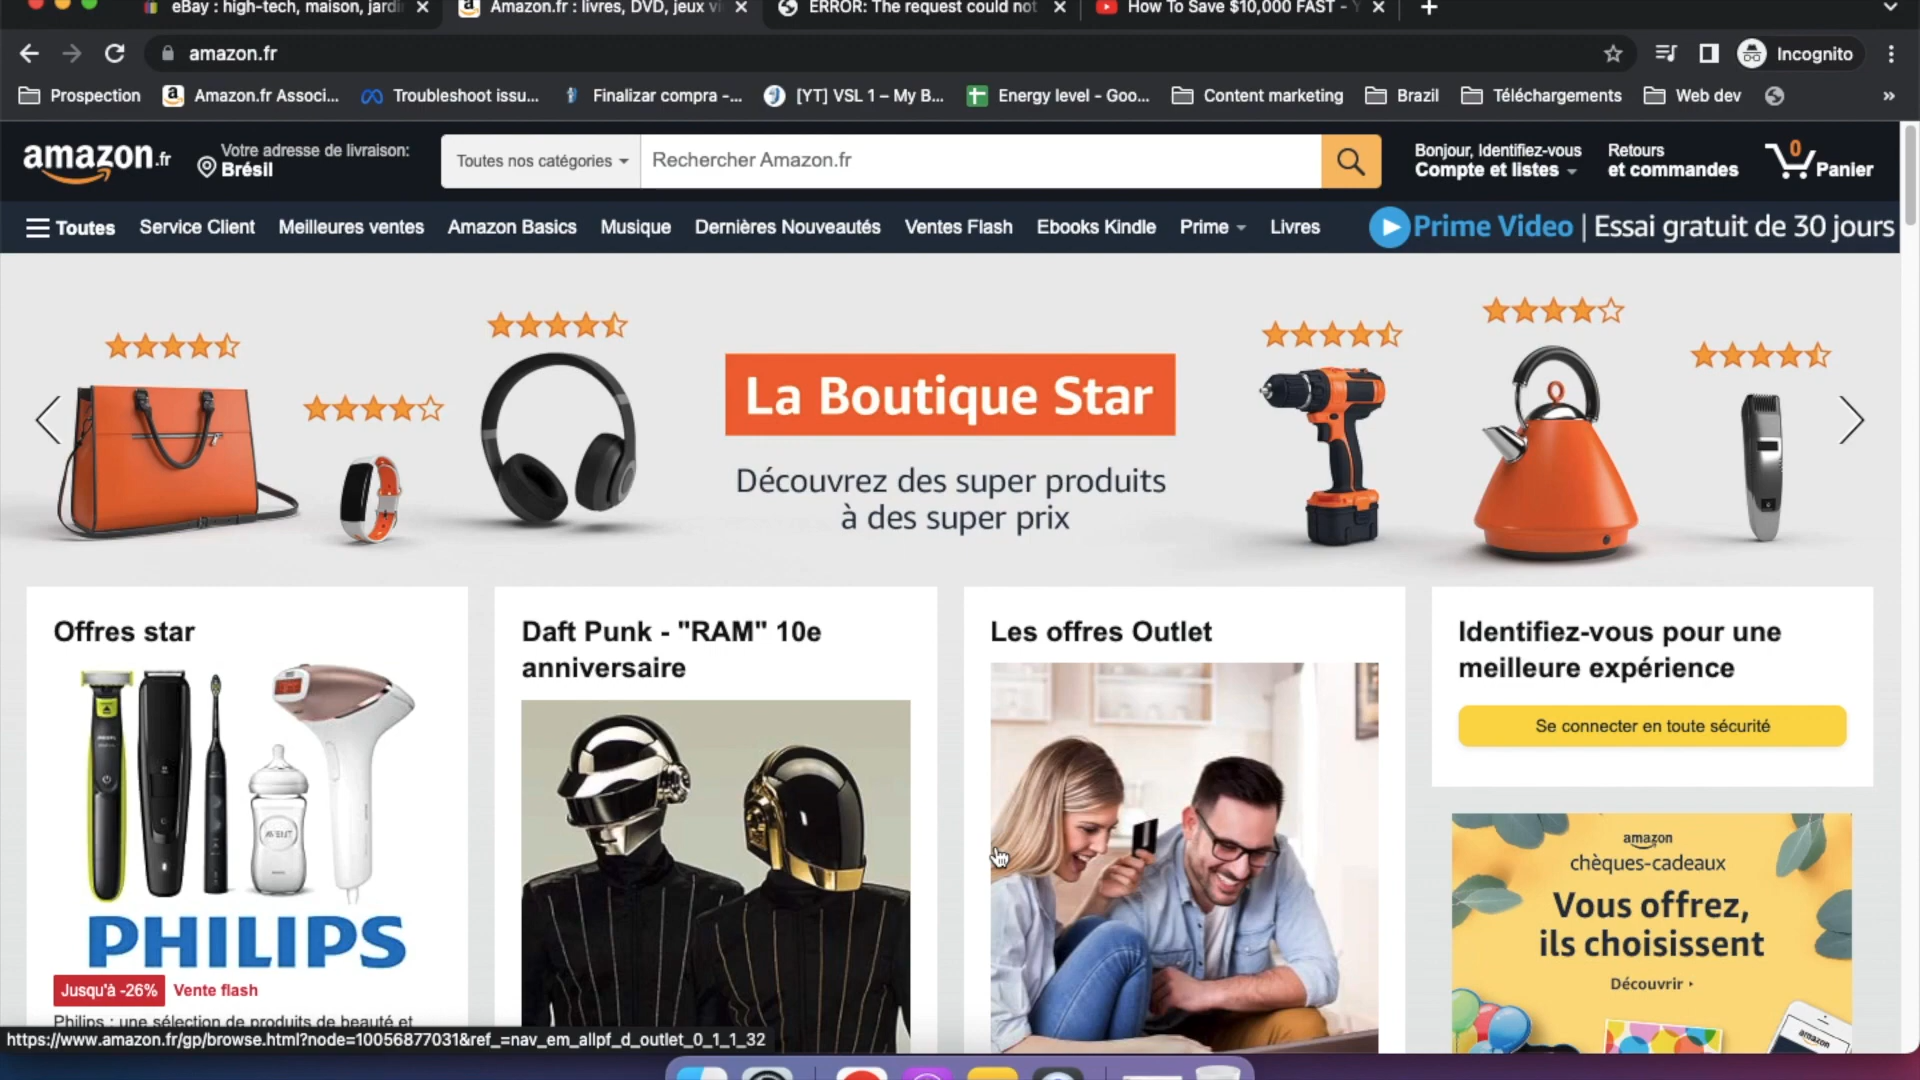 eBay : high-tech, maison, jardi
Amazon.fr : livres, DVD, jeux vi
ERROR: The request could not
How To Save $10,000 FAST - Y
amazon.fr
Incognito
Prospection
Amazon.fr Associ...
Troubleshoot issu...
Finalizar compra -...
[YT] VSL 1 – My B...
Energy level - Goo...
Content marketing
Brazil
Téléchargements
Web dev
»
amazon.fr
Votre adresse de livraison:
Brésil
Toutes nos catégories
Rechercher Amazon.fr
Bonjour, Identifiez-vous
Compte et listes
Retours
et commandes
0
Panier
Toutes
Service Client
Meilleures ventes
Amazon Basics
Musique
Dernières Nouveautés
Ventes Flash
Ebooks Kindle
Prime
Livres
Prime Video | Essai gratuit de 30 jours
La Boutique Star
Découvrez des super produits
à des super prix
Offres star
AVENT
PHILIPS
Jusqu'à -26% Vente flash
Philips : une sélection de produits de beauté et
Daft Punk - "RAM" 10e
anniversaire
Les offres Outlet
Identifiez-vous pour une
meilleure expérience
Se connecter en toute sécurité
amazon
chèques-cadeaux
Vous offrez,
ils choisissent
Découvrir
amazon
https://www.amazon.fr/gp/browse.html?node=10056877031&ref_=nav_em_allpf_d_outlet_0_1_1_32